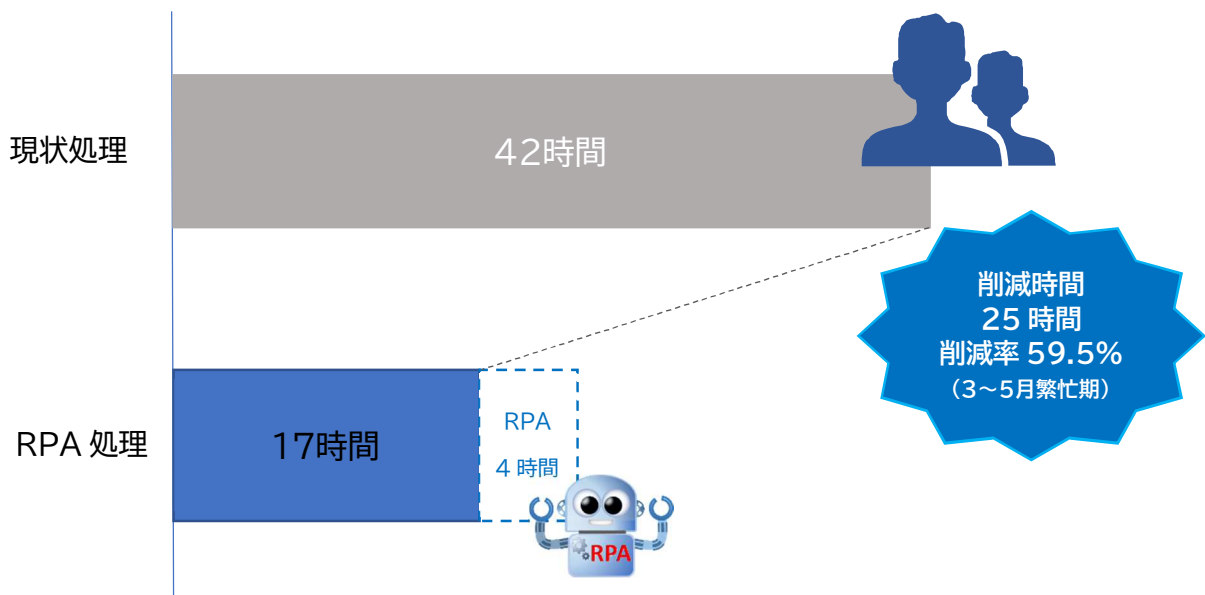 現状処理
42時間
削減時間
25 時間
削減率 59.5%
（3～5月繁忙期）
RPA 処理
17時間
RPA
4 時間
RPA